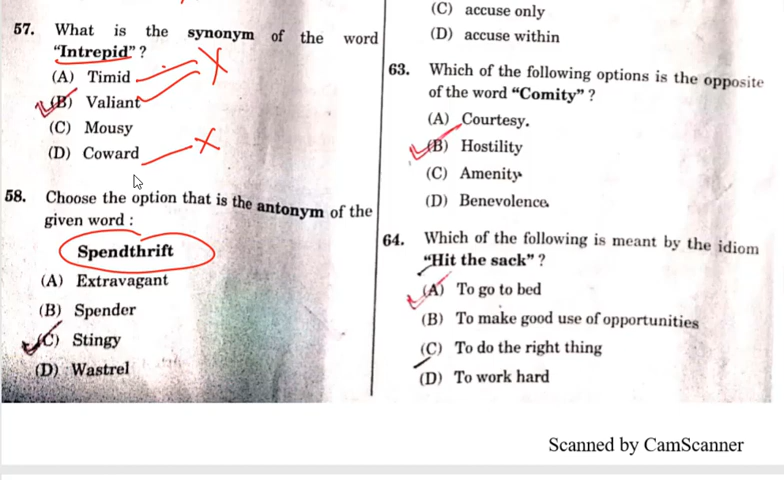 57. What is the synonym of the word
"Intrepid" ?
(A) Timid
(B) Valiant
(C) Mousy
(D) Coward
58. Choose the option that is the antonym of the
given word :
Spendthrift
(A) Extravagant
(B) Spender
(C) Stingy
(D) Wastrel
(C) accuse only
(D) accuse within
63. Which of the following options is the opposite
of the word "Comity" ?
(A) Courtesy.
(B) Hostility
(C) Amenity
(D) Benevolence
64. Which of the following is meant by the idiom
"Hit the sack" ?
(A) To go to bed
(B) To make good use of opportunities
(C) To do the right thing
(D) To work hard
Scanned by CamScanner